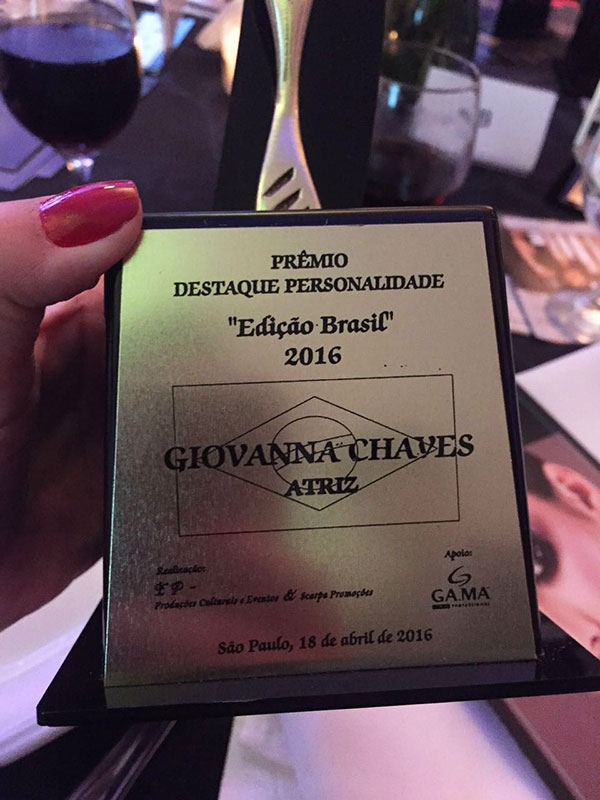 PRÊMIO
DESTAQUE PERSONALIDADE
"Edição Brasil"
2016
GIOVANNA CHAVES
ATRIZ
Realização:
Produções Culturais e Eventos & Scarpa Promoções
Apoio:
GA.MA
PROFESSIONAL
São Paulo, 18 de abril de 2016